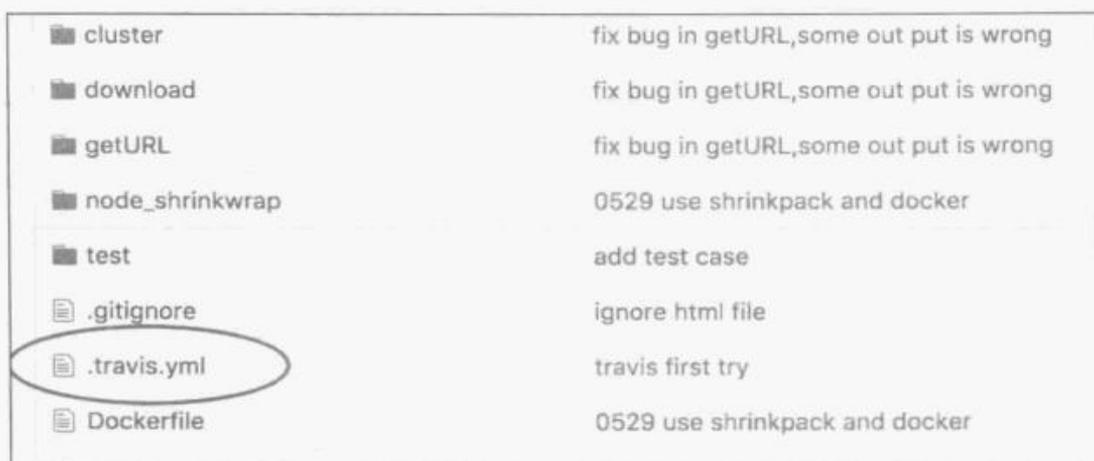 cluster fix bug in getURL,some out put is wrong
download fix bug in getURL,some out put is wrong
getURL fix bug in getURL,some out put is wrong
node_shrinkwrap 0529 use shrinkpack and docker
test add test case
.gitignore ignore html file
.travis.yml travis first try
Dockerfile 0529 use shrinkpack and docker